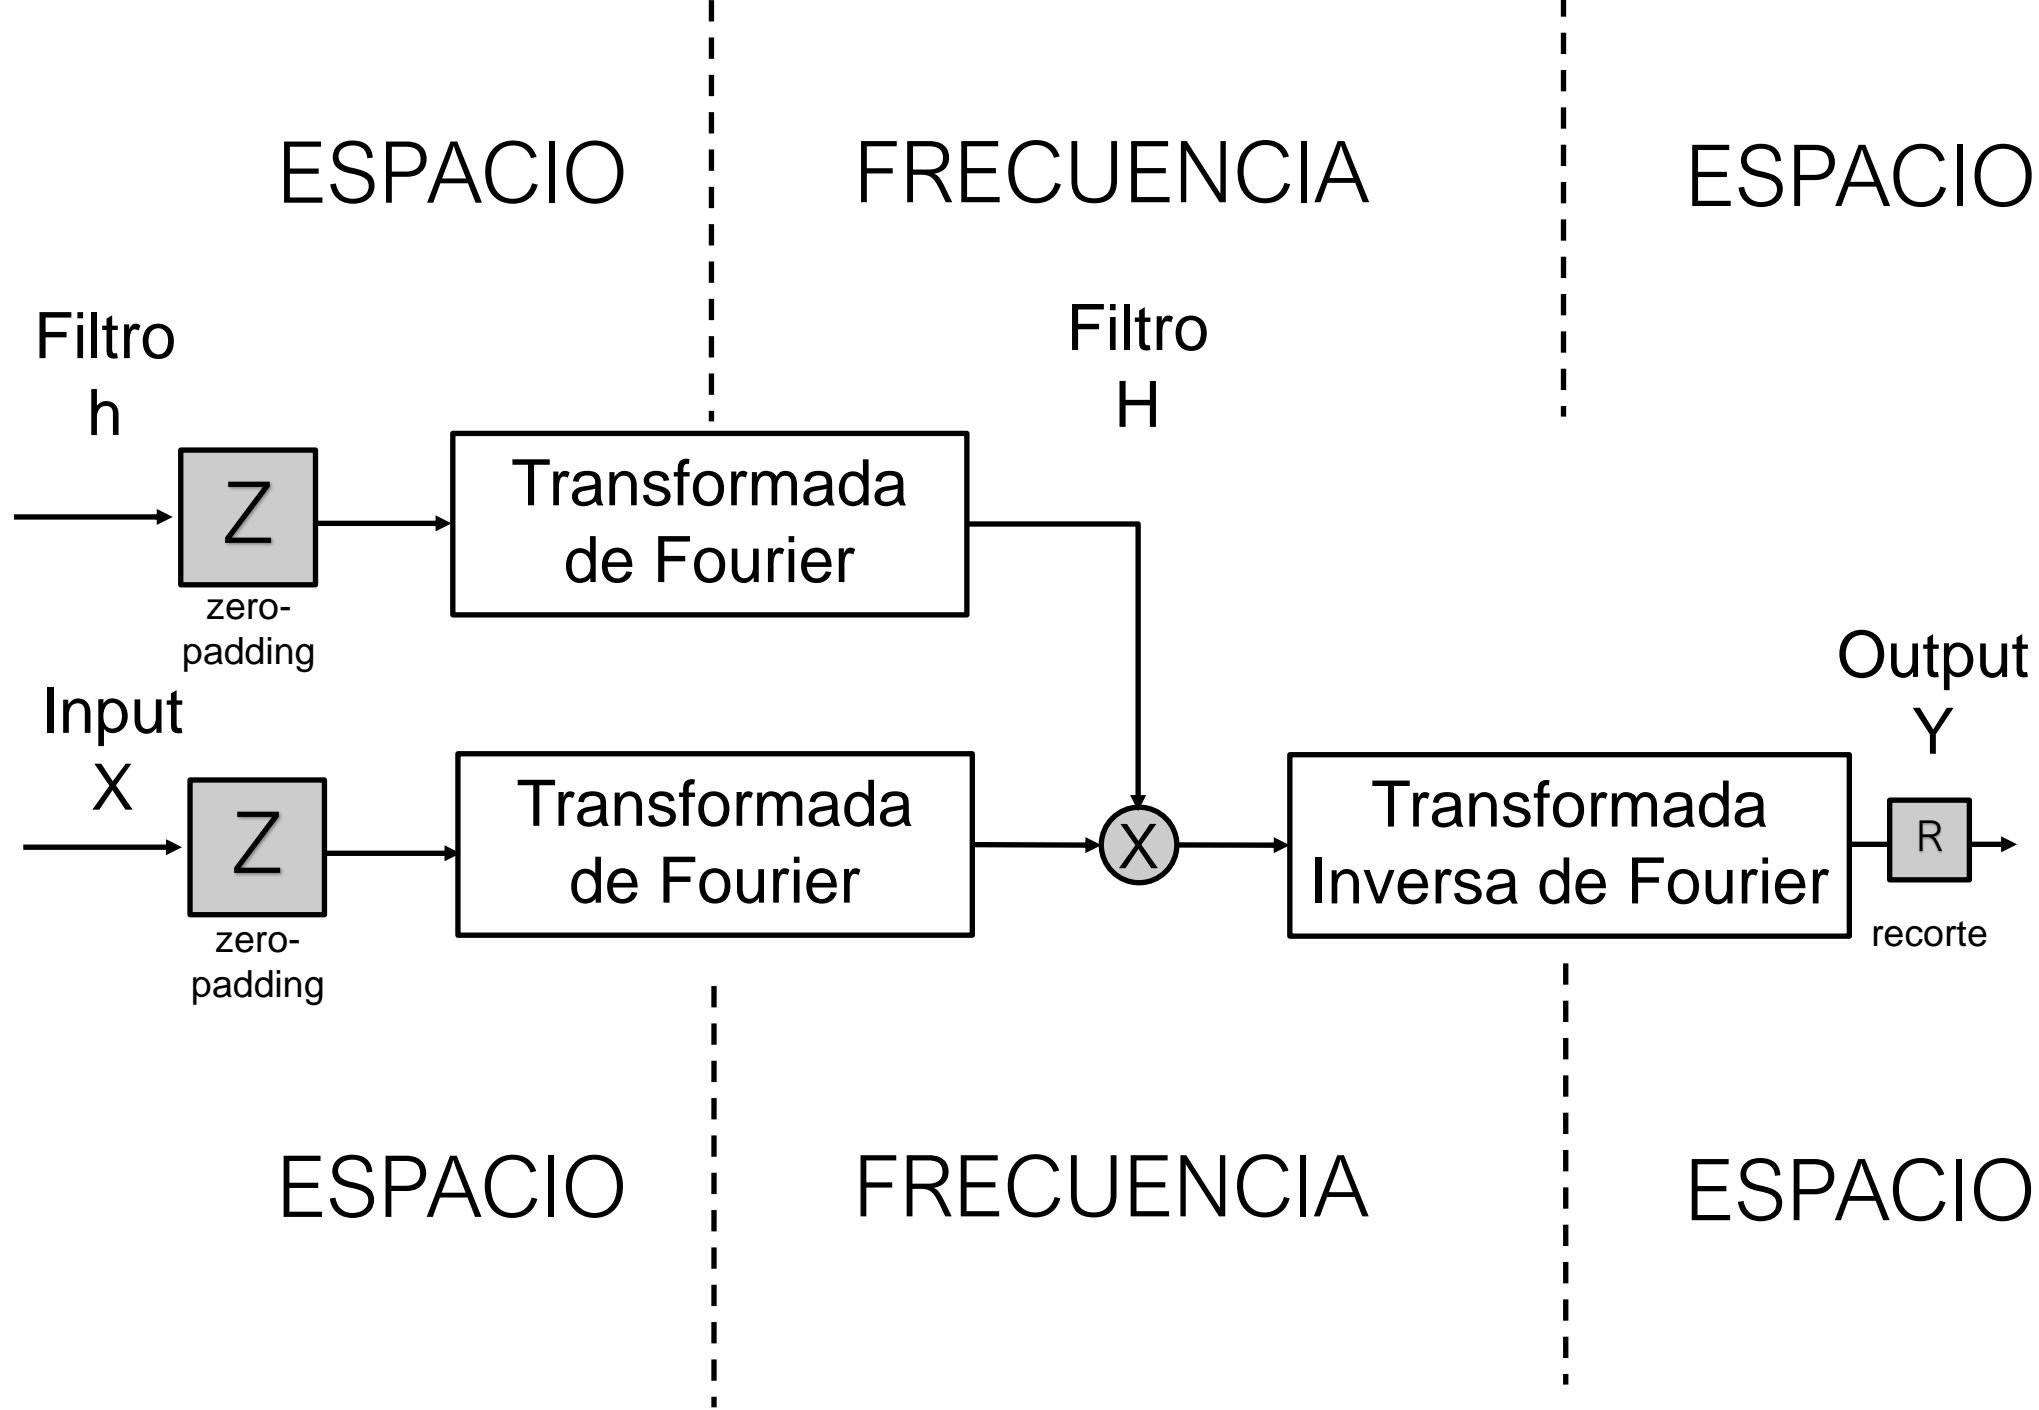 ESPACIO
FRECUENCIA
ESPACIO
Filtro
h
Filtro
H
Z
zero-
padding
Transformada
de Fourier
Input
X
Z
zero-
padding
Transformada
de Fourier
X
Transformada
Inversa de Fourier
Output
Y
R
recorte
ESPACIO
FRECUENCIA
ESPACIO